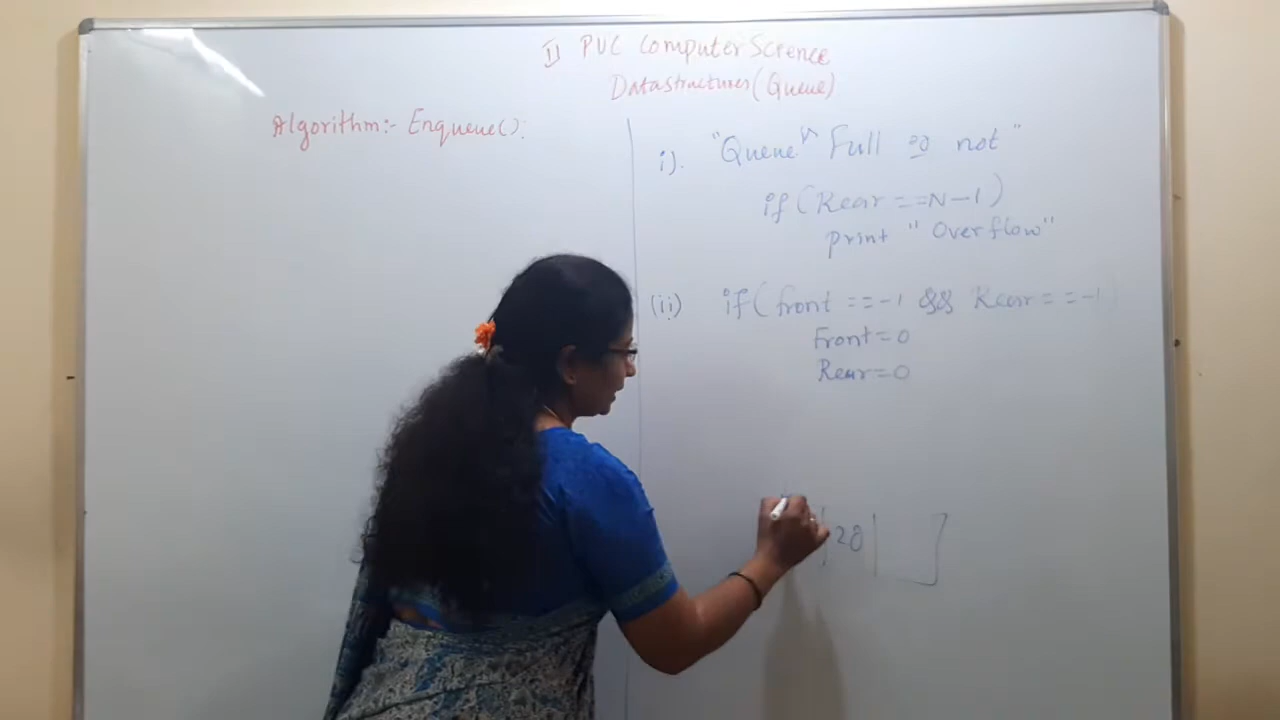 II PUC Computer Science
Datastructures (Queue)
Algorithm:- Enqueue():
i). "Queue Full or not"
if (Rear ==N-1)
print "Overflow"
(ii) if( front ==-1 && Rear==-1
Front=0
Rear=0
20